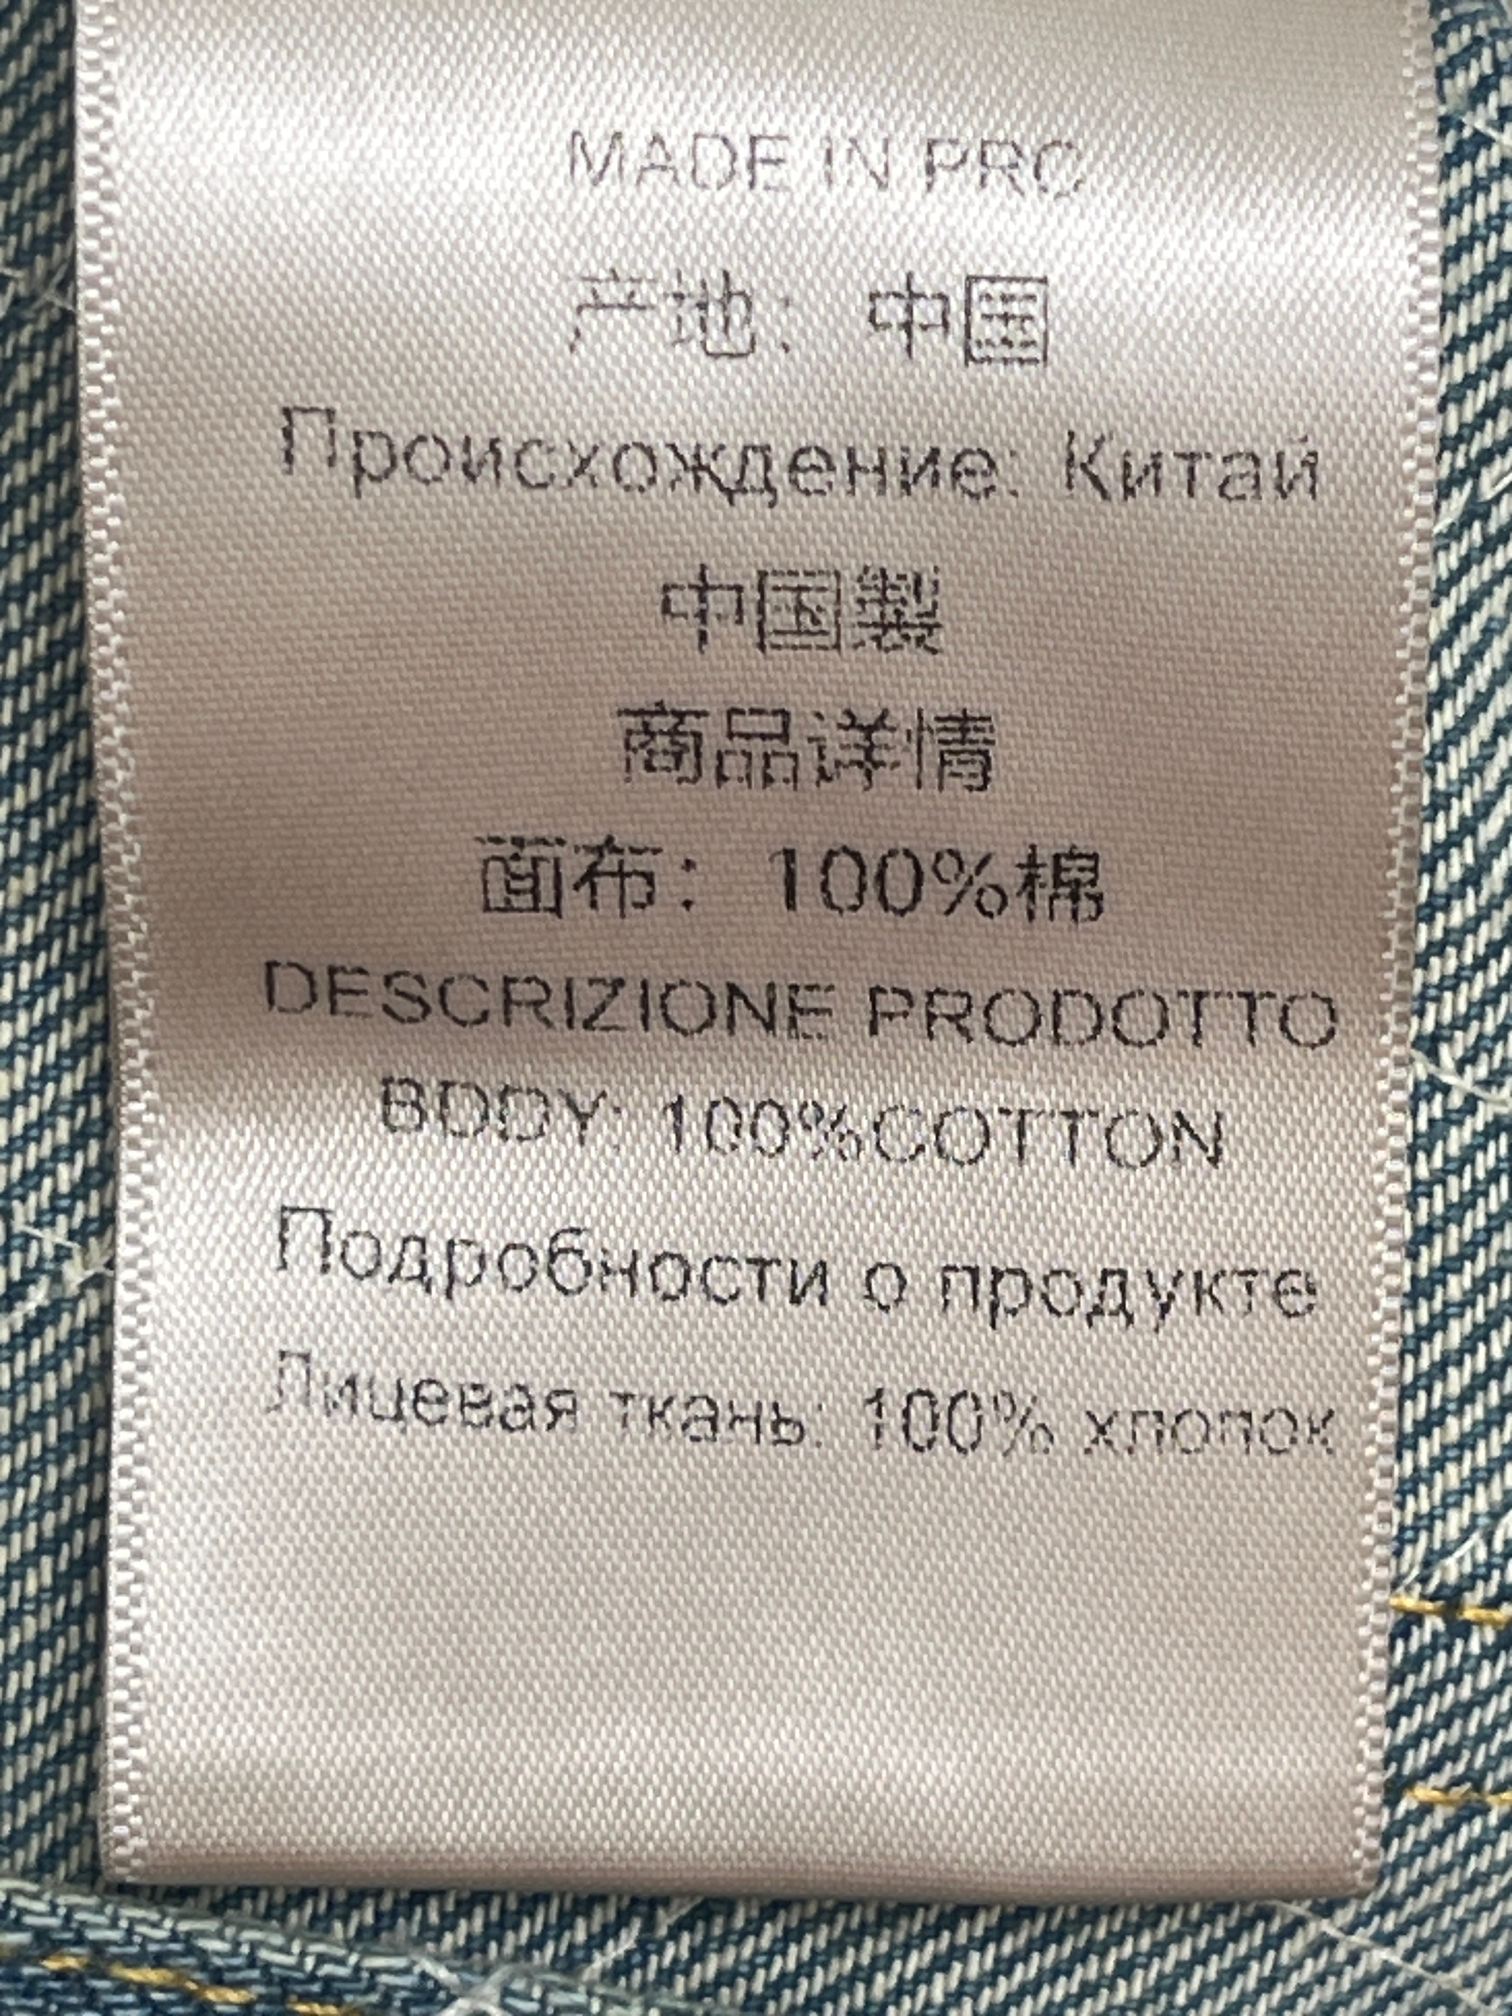 MADE IN PRC
产地：中国
Происхождение: Китай
中国製
商品详情
面布：100%棉
DESCRIZIONE PRODOTTO
BODY: 100%COTTON
Подробности о продукте
Лицевая ткань: 100% хлопок